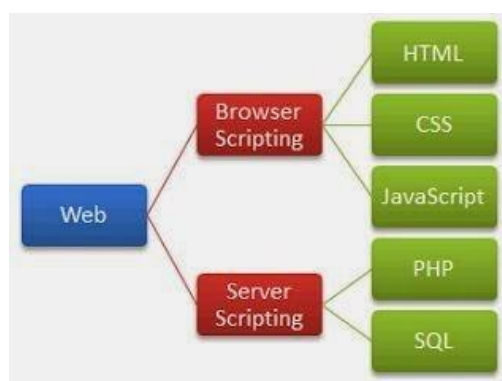 Web
Browser
Scripting
HTML
CSS
JavaScript
Server
Scripting
PHP
SQL